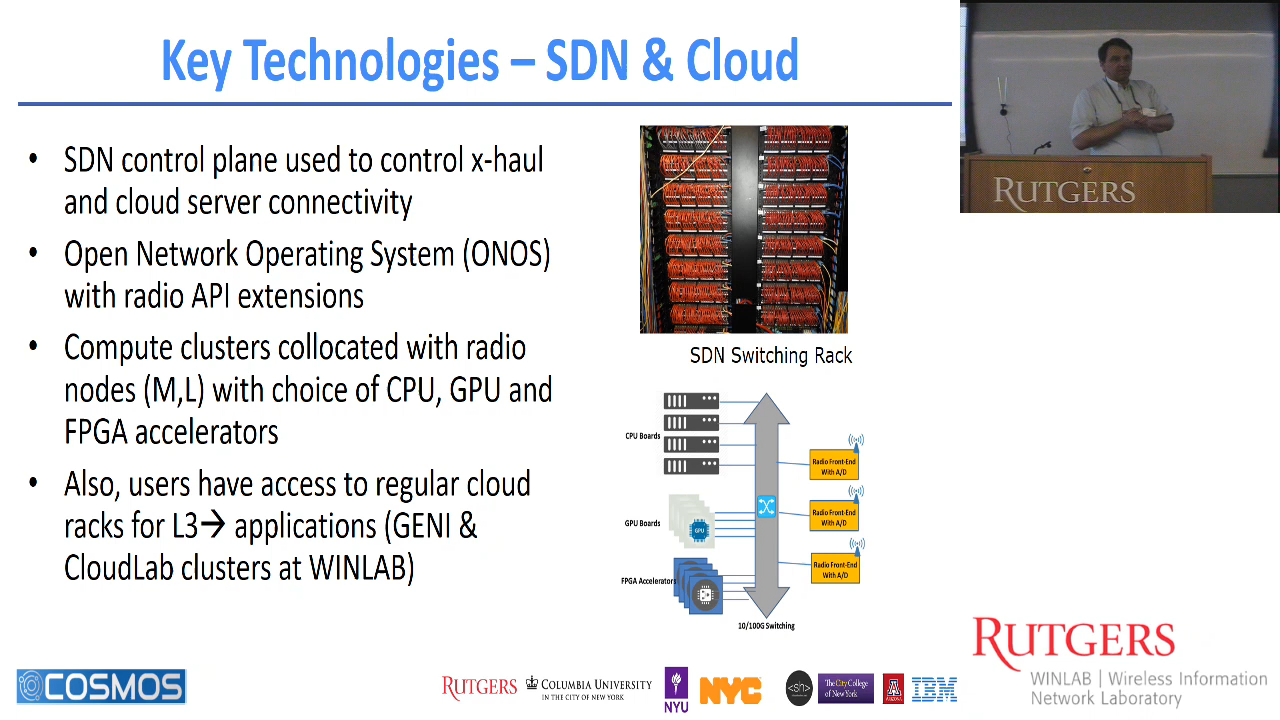 Key Technologies – SDN & Cloud
• SDN control plane used to control x-haul
and cloud server connectivity
• Open Network Operating System (ONOS)
with radio API extensions
• Compute clusters collocated with radio
nodes (M,L) with choice of CPU, GPU and
FPGA accelerators
• Also, users have access to regular cloud
racks for L3→ applications (GENI &
CloudLab clusters at WINLAB)
SDN Switching Rack
CPU Boards
GPU Boards
GPU
FPGA Accelerators
Radio Front-End
With A/D
Radio Front-End
With A/D
Radio Front-End
With A/D
10/100G Switching
RUTGERS
COSMOS
RUTGERS
COLUMBIA UNIVERSITY
IN THE CITY OF NEW YORK
NYU
NYC
<sh>
The City College
of New York
ARIZONA
IBM
RUTGERS
WINLAB | Wireless Information
Network Laboratory